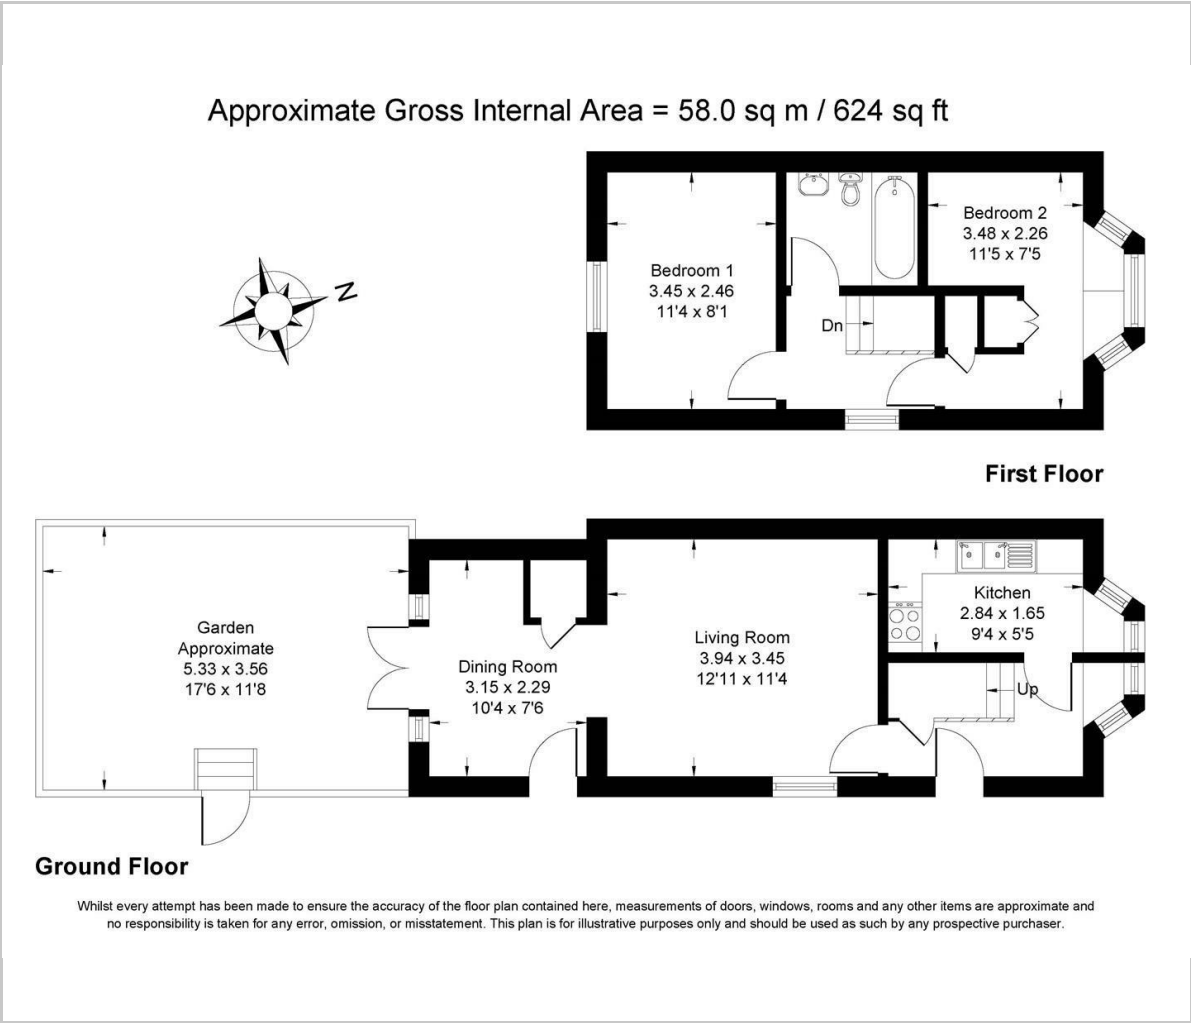 Approximate Gross Internal Area = 58.0 sq m / 624 sq ft
Bedroom 1
3.45 x 2.46
11'4 x 8'1
Bedroom 2
3.48 x 2.26
11'5 x 7'5
Dn
N
First Floor
Garden
Approximate
5.33 x 3.56
17'6 x 11'8
Dining Room
3.15 x 2.29
10'4 x 7'6
Living Room
3.94 x 3.45
12'11 x 11'4
Kitchen
2.84 x 1.65
9'4 x 5'5
Up
Ground Floor
Whilst every attempt has been made to ensure the accuracy of the floor plan contained here, measurements of doors, windows, rooms and any other items are approximate and
no responsibility is taken for any error, omission, or misstatement. This plan is for illustrative purposes only and should be used as such by any prospective purchaser.